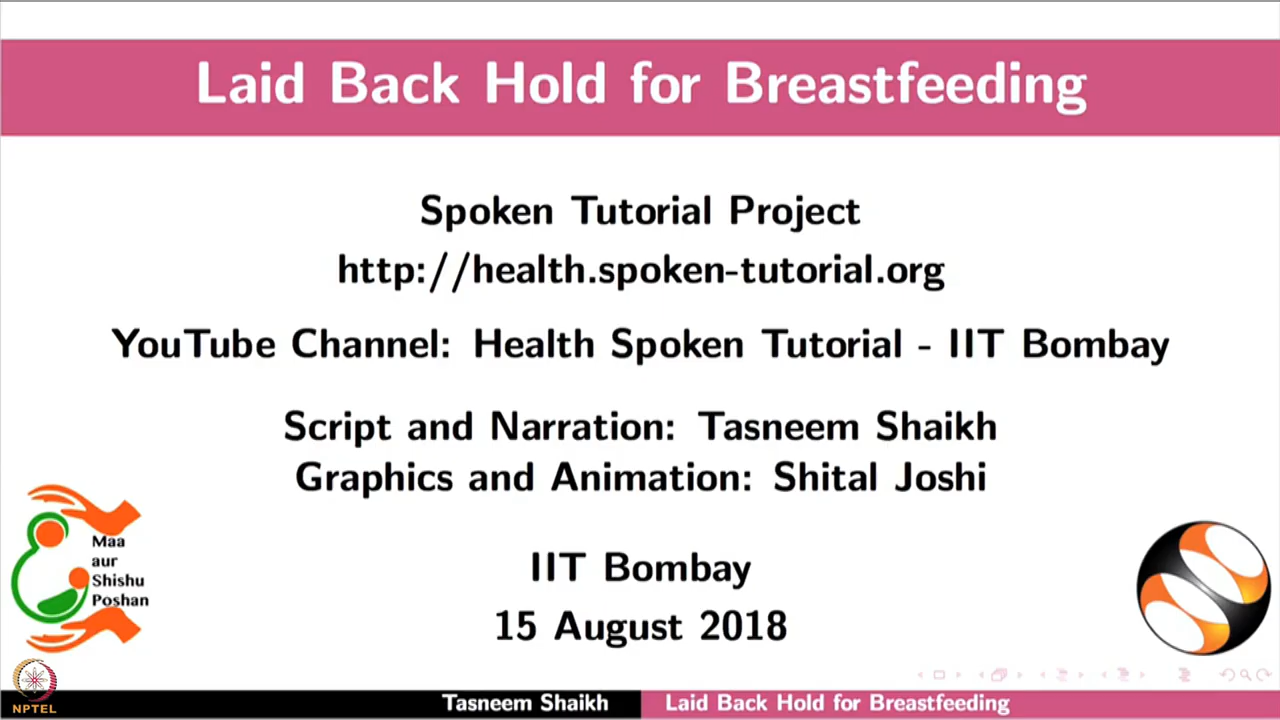 Laid Back Hold for Breastfeeding
Spoken Tutorial Project
http://health.spoken-tutorial.org
YouTube Channel: Health Spoken Tutorial - IIT Bombay
Script and Narration: Tasneem Shaikh
Graphics and Animation: Shital Joshi
Maa
aur
Shishu
Poshan
IIT Bombay
15 August 2018
NPTEL
Tasneem Shaikh
Laid Back Hold for Breastfeeding